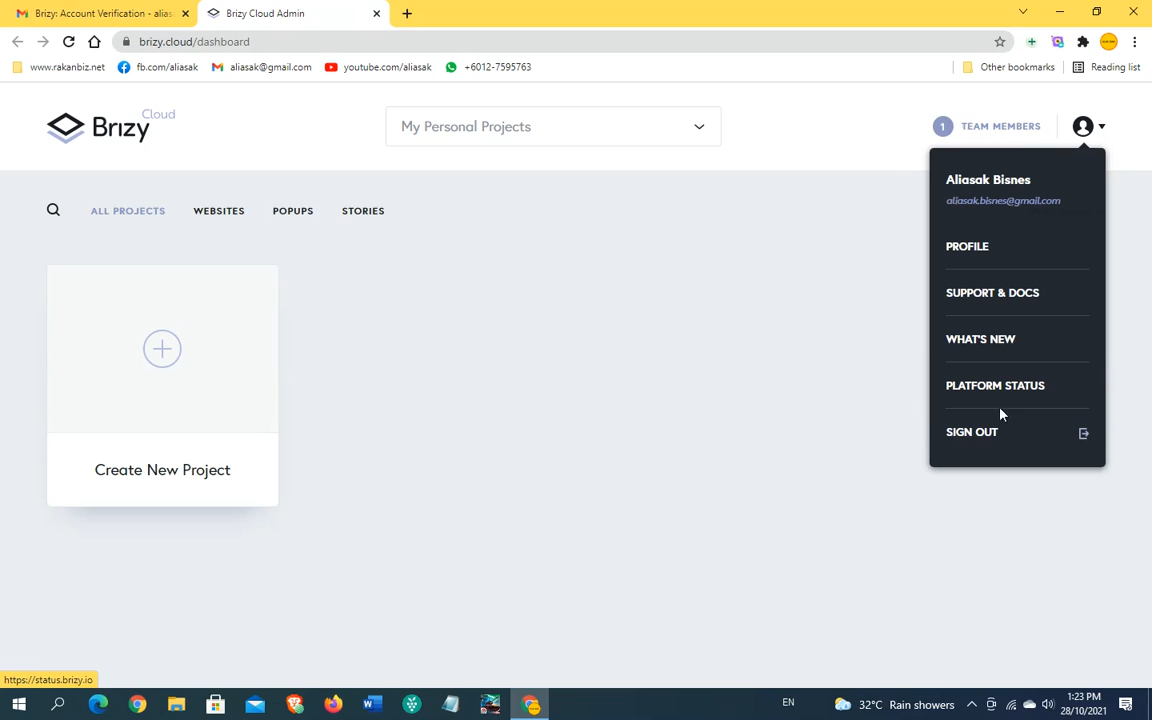 Brizy: Account Verification - alias
Brizy Cloud Admin
brizy.cloud/dashboard
www.rakanbiz.net
fb.com/aliasak
aliasak@gmail.com
youtube.com/aliasak
+6012-7595763
Other bookmarks
Reading list
Brizy Cloud
My Personal Projects
1 TEAM MEMBERS
Aliasak Bisnes
aliasak.bisnes@gmail.com
ALL PROJECTS
WEBSITES
POPUPS
STORIES
PROFILE
SUPPORT & DOCS
WHAT'S NEW
PLATFORM STATUS
SIGN OUT
Create New Project
https://status.brizy.io
EN
32°C Rain showers
1:23 PM
28/10/2021